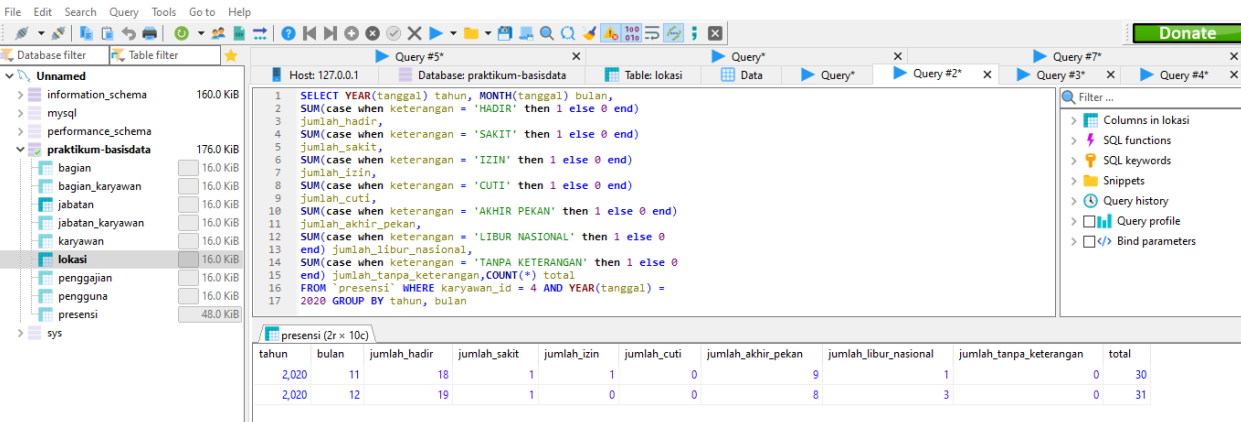 File Edit Search Query Tools Go to Help
Donate
Database filter Table filter
Query #5* Query* Query #7*
Host: 127.0.0.1 Database: praktikum-basisdata Table: lokasi Data Query* Query #2* Query #3* Query #4*
Unnamed
information_schema 160.0 KiB
mysql
performance_schema
praktikum-basisdata 176.0 KiB
bagian 16.0 KiB
bagian_karyawan 16.0 KiB
jabatan 16.0 KiB
jabatan_karyawan 16.0 KiB
karyawan 16.0 KiB
lokasi 16.0 KiB
penggajian 16.0 KiB
pengguna 16.0 KiB
presensi 48.0 KiB
sys
1 SELECT YEAR(tanggal) tahun, MONTH(tanggal) bulan,
2 SUM(case when keterangan = 'HADIR' then 1 else 0 end)
3 jumlah_hadir,
4 SUM(case when keterangan = 'SAKIT' then 1 else 0 end)
5 jumlah_sakit,
6 SUM(case when keterangan = 'IZIN' then 1 else 0 end)
7 jumlah_izin,
8 SUM(case when keterangan = 'CUTI' then 1 else 0 end)
9 jumlah_cuti,
10 SUM(case when keterangan = 'AKHIR PEKAN' then 1 else 0 end)
11 jumlah_akhir_pekan,
12 SUM(case when keterangan = 'LIBUR NASIONAL' then 1 else 0
13 end) jumlah_libur_nasional,
14 SUM(case when keterangan = 'TANPA KETERANGAN' then 1 else 0
15 end) jumlah_tanpa_keterangan,COUNT(*) total
16 FROM `presensi` WHERE karyawan_id = 4 AND YEAR(tanggal) =
17 2020 GROUP BY tahun, bulan
Filter ...
Columns in lokasi
SQL functions
SQL keywords
Snippets
Query history
Query profile
Bind parameters
presensi (2r × 10c)
tahun bulan jumlah_hadir jumlah_sakit jumlah_izin jumlah_cuti jumlah_akhir_pekan jumlah_libur_nasional jumlah_tanpa_keterangan total
2,020 11 18 1 1 0 9 1 0 30
2,020 12 19 1 0 0 8 3 0 31